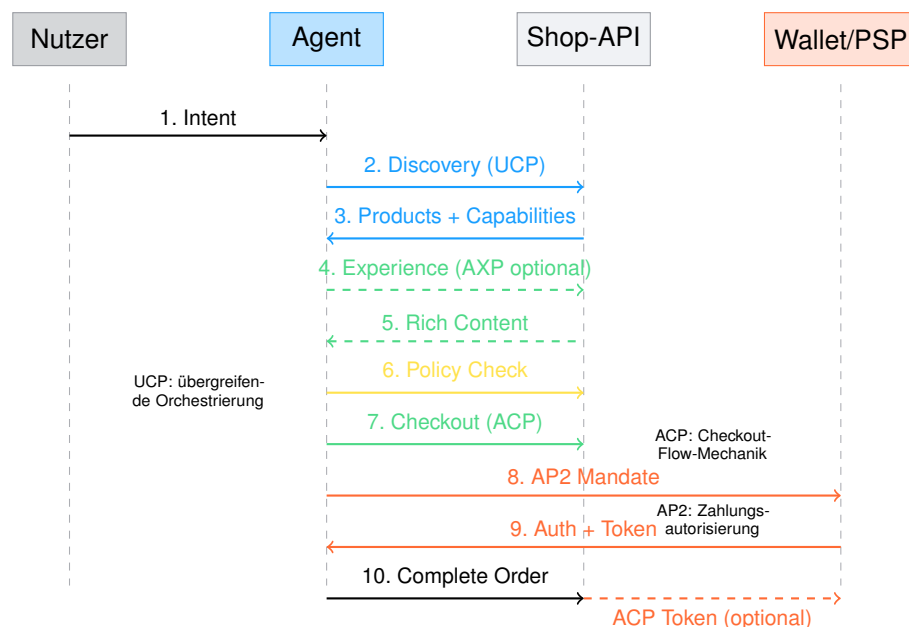 Nutzer
Agent
Shop-API
Wallet/PSP
1. Intent
2. Discovery (UCP)
3. Products + Capabilities
4. Experience (AXP optional)
5. Rich Content
6. Policy Check
UCP: übergreifen-
de Orchestrierung
7. Checkout (ACP)
ACP: Checkout-
Flow-Mechanik
8. AP2 Mandate
AP2: Zahlungs-
autorisierung
9. Auth + Token
10. Complete Order
ACP Token (optional)